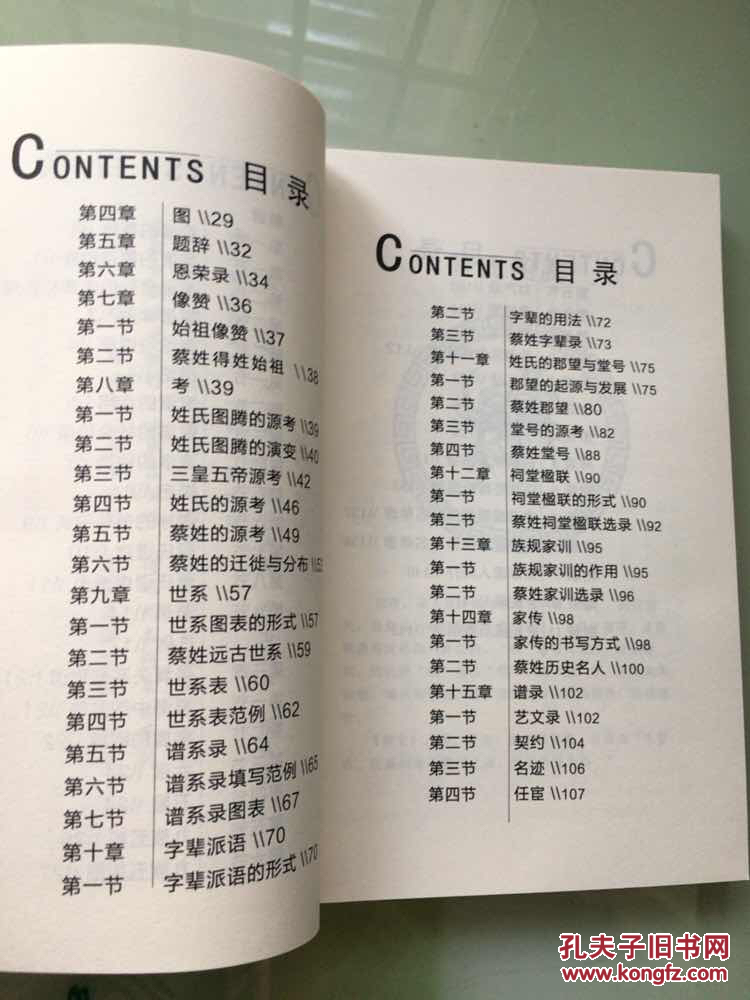 CONTENTS 目录
第四章 图 \\29
第五章 题辞 \\32
第六章 恩荣录 \\34
第七章 像赞 \\36
第一节 始祖像赞 \\37
第二节 蔡姓得姓始祖 \\38
第八章 考 \\39
第一节 姓氏图腾的源考 \\39
第二节 姓氏图腾的演变 \\40
第三节 三皇五帝源考 \\42
第四节 姓氏的源考 \\46
第五节 蔡姓的源考 \\49
第六节 蔡姓的迁徙与分布
第九章 世系 \\57
第一节 世系图表的形式 \\57
第二节 蔡姓远古世系 \\59
第三节 世系表 \\60
第四节 世系表范例 \\62
第五节 谱系录 \\64
第六节 谱系录填写范例 \\65
第七节 谱系录图表 \\67
第十章 字辈派语 \\70
第一节 字辈派语的形式 \\70
CONTENTS 目录
第二节 字辈的用法 \\72
第三节 蔡姓字辈录 \\73
第十一章 姓氏的郡望与堂号 \\75
第一节 郡望的起源与发展 \\75
第二节 蔡姓郡望 \\80
第三节 堂号的源考 \\82
第四节 蔡姓堂号 \\88
第十二章 祠堂楹联 \\90
第一节 祠堂楹联的形式 \\90
第二节 蔡姓祠堂楹联选录 \\92
第十三章 族规家训 \\95
第一节 族规家训的作用 \\95
第二节 蔡姓家训选录 \\96
第十四章 家传 \\98
第一节 家传的书写方式 \\98
第二节 蔡姓历史名人 \\100
第十五章 谱录 \\102
第一节 艺文录 \\102
第二节 契约 \\104
第三节 名迹 \\106
第四节 任宦 \\107
孔夫子旧书网
www.kongfz.com